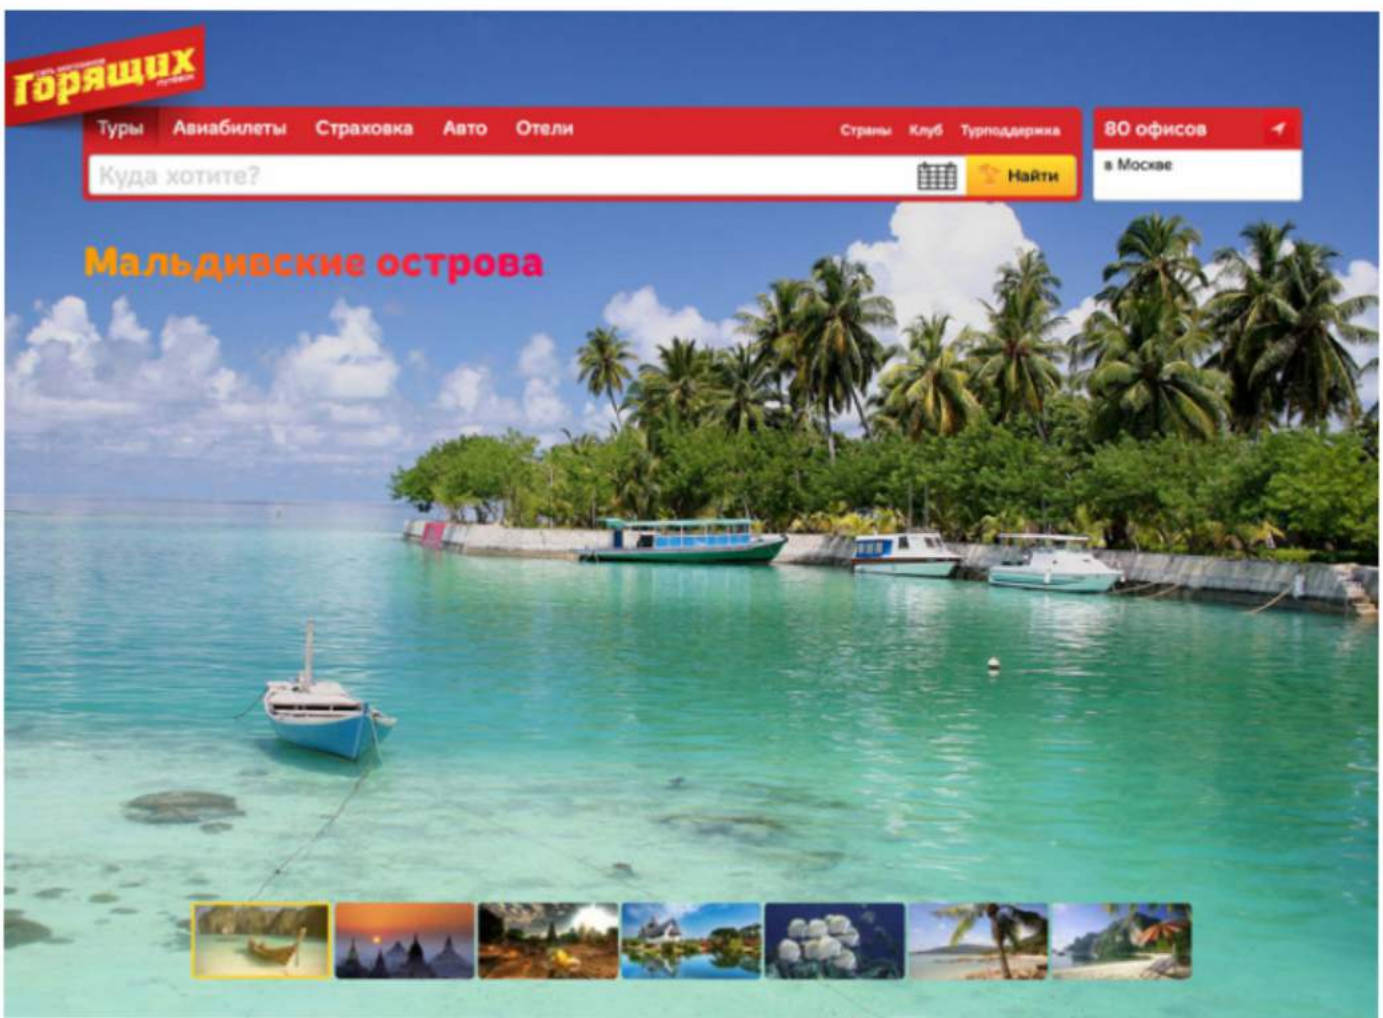 Горящих
Туры Авиабилеты Страховка Авто Отели Страны Клуб Турподдержка
80 офисов
Куда хотите? Найти
в Москве
Мальдивские острова